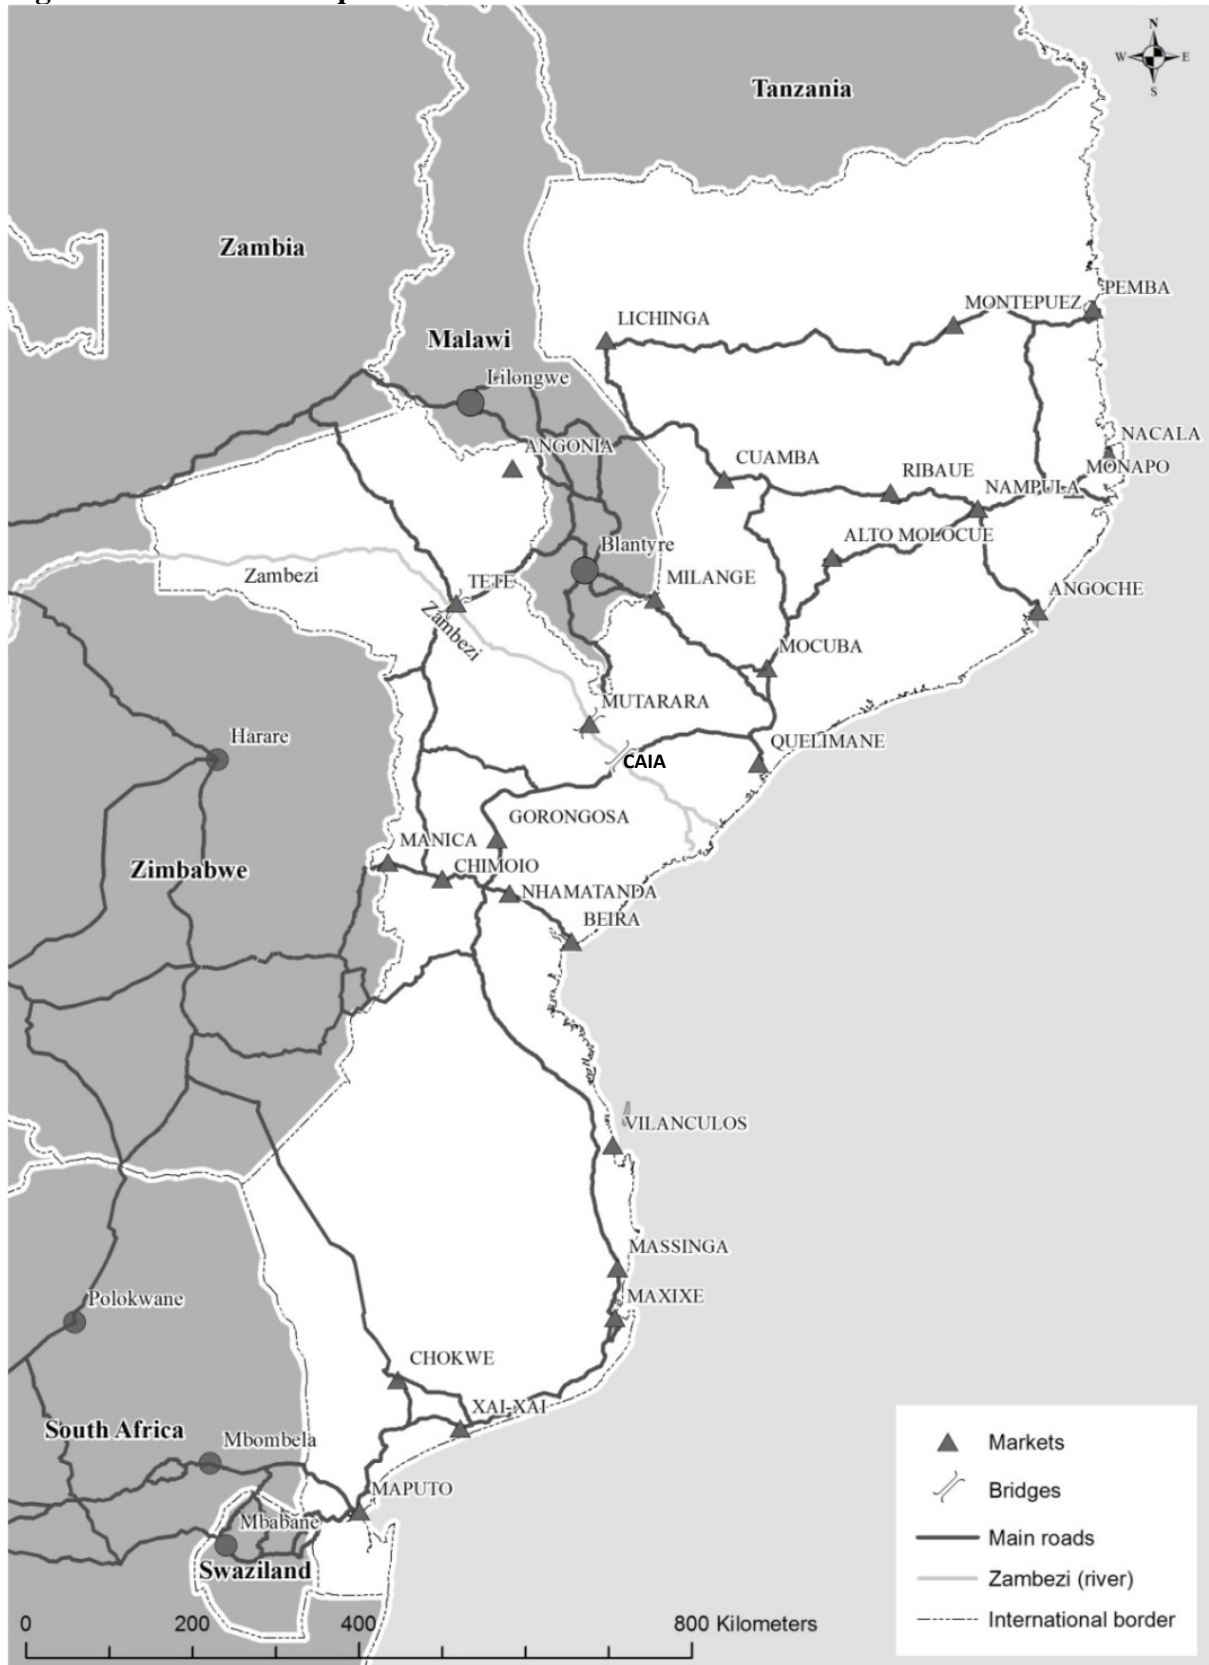 N
W E
S
Tanzania
Zambia
PEMBA
MONTEPUEZ
LICHINGA
Malawi
Lilongwe
NACALA
ANGONIA
CUAMBA
MONAPO
RIBAUE
NAMPULA
ALTO MOLOCUE
Blantyre
Zambezi
TETE
MILANGE
ANGOCHE
Zambezi
MOCUBA
MUTARARA
Harare
QUELIMANE
CAIA
GORONGOSA
MANICA
Zimbabwe
CHIMOIO
NHAMATANDA
BEIRA
VILANCULOS
MASSINGA
Polokwane
MAXIXE
CHOKWE
XAI-XAI
South Africa
Mbombela
MAPUTO
Mbabane
Swaziland
Markets
Bridges
Main roads
Zambezi (river)
International border
0 200 400 800 Kilometers